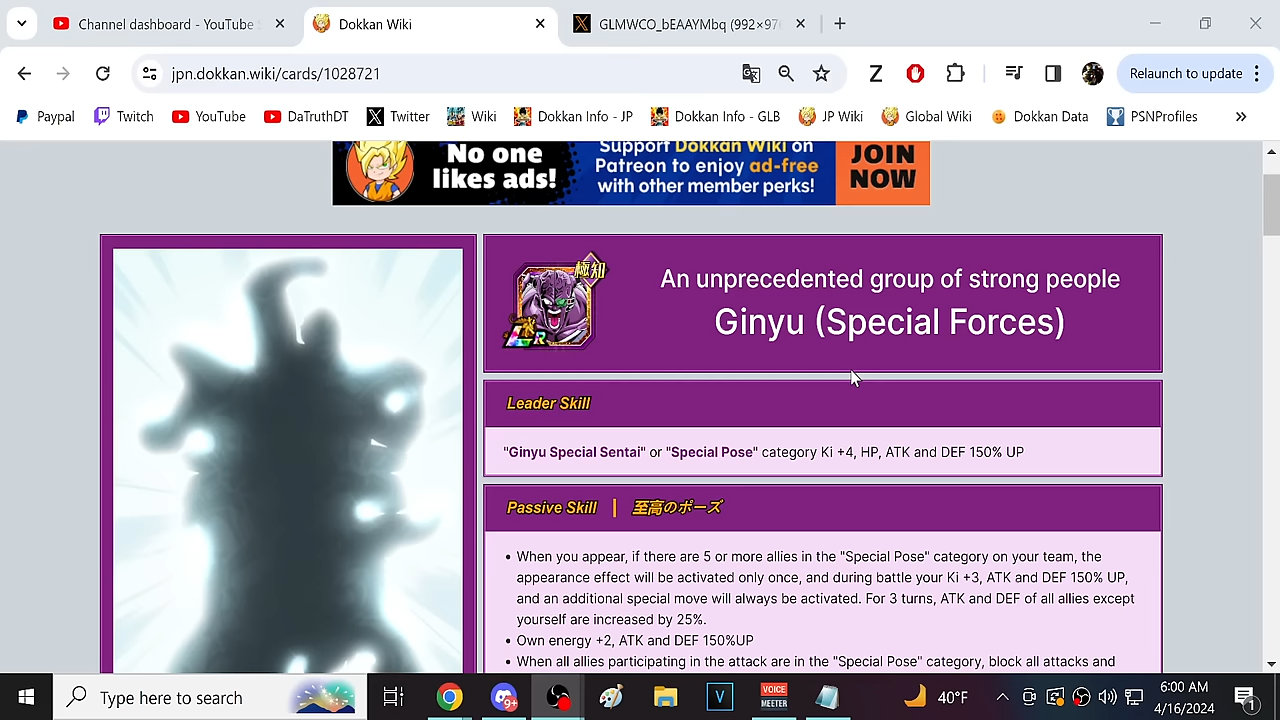 Channel dashboard - YouTube
Dokkan Wiki
GLMWCO_bEAAYMbq (992×97
jpn.dokkan.wiki/cards/1028721
Relaunch to update
Paypal
Twitch
YouTube
DaTruthDT
Twitter
Wiki
Dokkan Info - JP
Dokkan Info - GLB
JP Wiki
Global Wiki
Dokkan Data
PSNProfiles
No one
likes ads!
Support Dokkan Wiki on
Patreon to enjoy ad-free
with other member perks!
JOIN
NOW
極知
An unprecedented group of strong people
Ginyu (Special Forces)
Leader Skill
"Ginyu Special Sentai" or "Special Pose" category Ki +4, HP, ATK and DEF 150% UP
Passive Skill | 至高のポーズ
• When you appear, if there are 5 or more allies in the "Special Pose" category on your team, the
appearance effect will be activated only once, and during battle your Ki +3, ATK and DEF 150% UP,
and an additional special move will always be activated. For 3 turns, ATK and DEF of all allies except
yourself are increased by 25%.
• Own energy +2, ATK and DEF 150%UP
• When all allies participating in the attack are in the "Special Pose" category, block all attacks and
Type here to search
9+
V
VOICE
MEETER
40°F
6:00 AM
4/16/2024
1